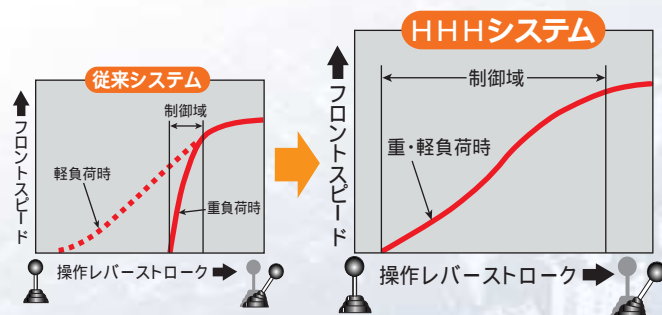 従来システム
制御域
軽負荷時
重負荷時
フロントスピード
操作レバーストローク
HHHシステム
制御域
重・軽負荷時
フロントスピード
操作レバーストローク